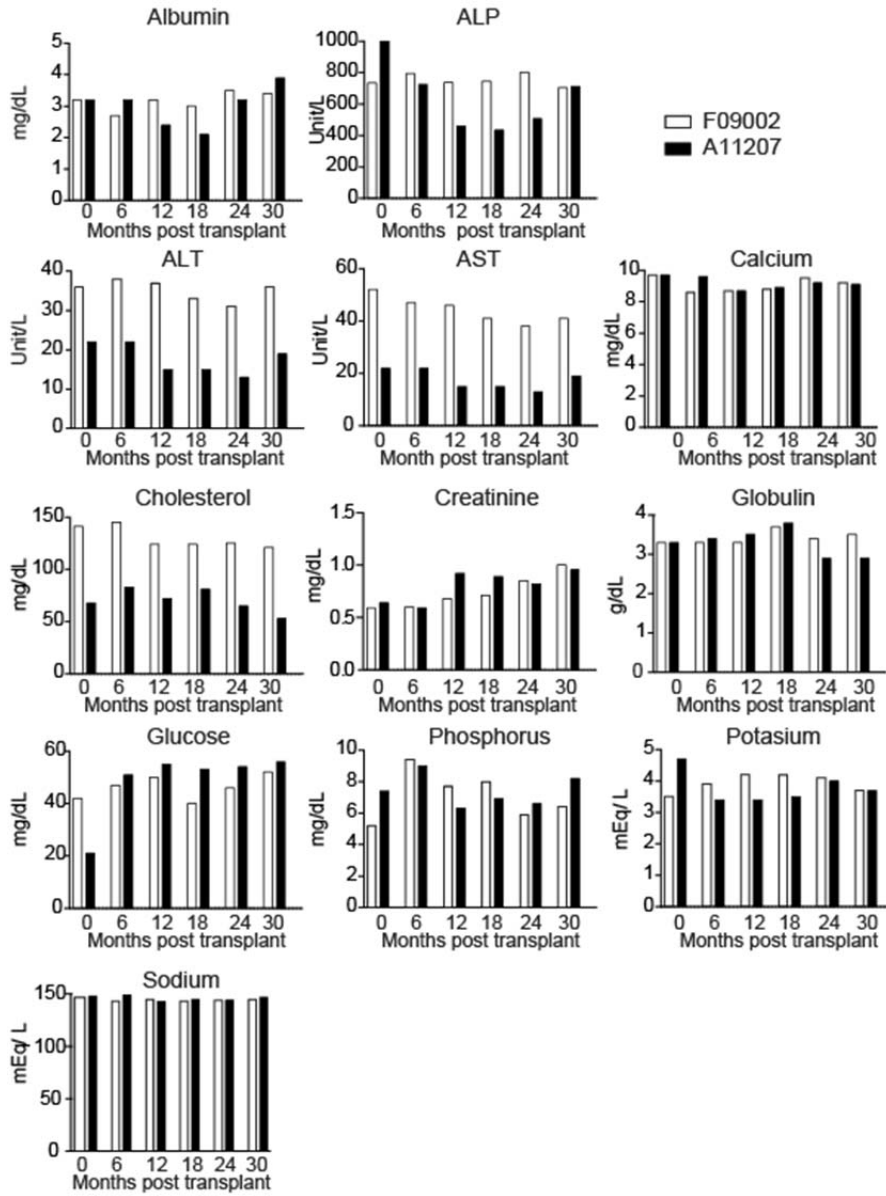 Albumin
mg/dL
5
4
3
2
1
0
0 6 12 18 24 30
Months post transplant
ALP
Unit/L
1000
800
600
400
200
0
0 6 12 18 24 30
Months post transplant
F09002
A11207
ALT
Unit/L
40
30
20
10
0
0 6 12 18 24 30
Months post transplant
AST
Unit/L
60
40
20
0
0 6 12 18 24 30
Months post transplant
Calcium
mg/dL
10
8
6
4
2
0
0 6 12 18 24 30
Months post transplant
Cholesterol
mg/dL
150
100
50
0
0 6 12 18 24 30
Months post transplant
Creatinine
mg/dL
1.5
1.0
0.5
0.0
0 6 12 18 24 30
Months post transplant
Globulin
g/dL
4
3
2
1
0
0 6 12 18 24 30
Months post transplant
Glucose
mg/dL
60
40
20
0
0 6 12 18 24 30
Months post transplant
Phosphorus
mg/dL
10
8
6
4
2
0
0 6 12 18 24 30
Months post transplant
Potasium
mEq/ L
5
4
3
2
1
0
0 6 12 18 24 30
Months post transplant
Sodium
mEq/ L
150
100
50
0
0 6 12 18 24 30
Months post transplant